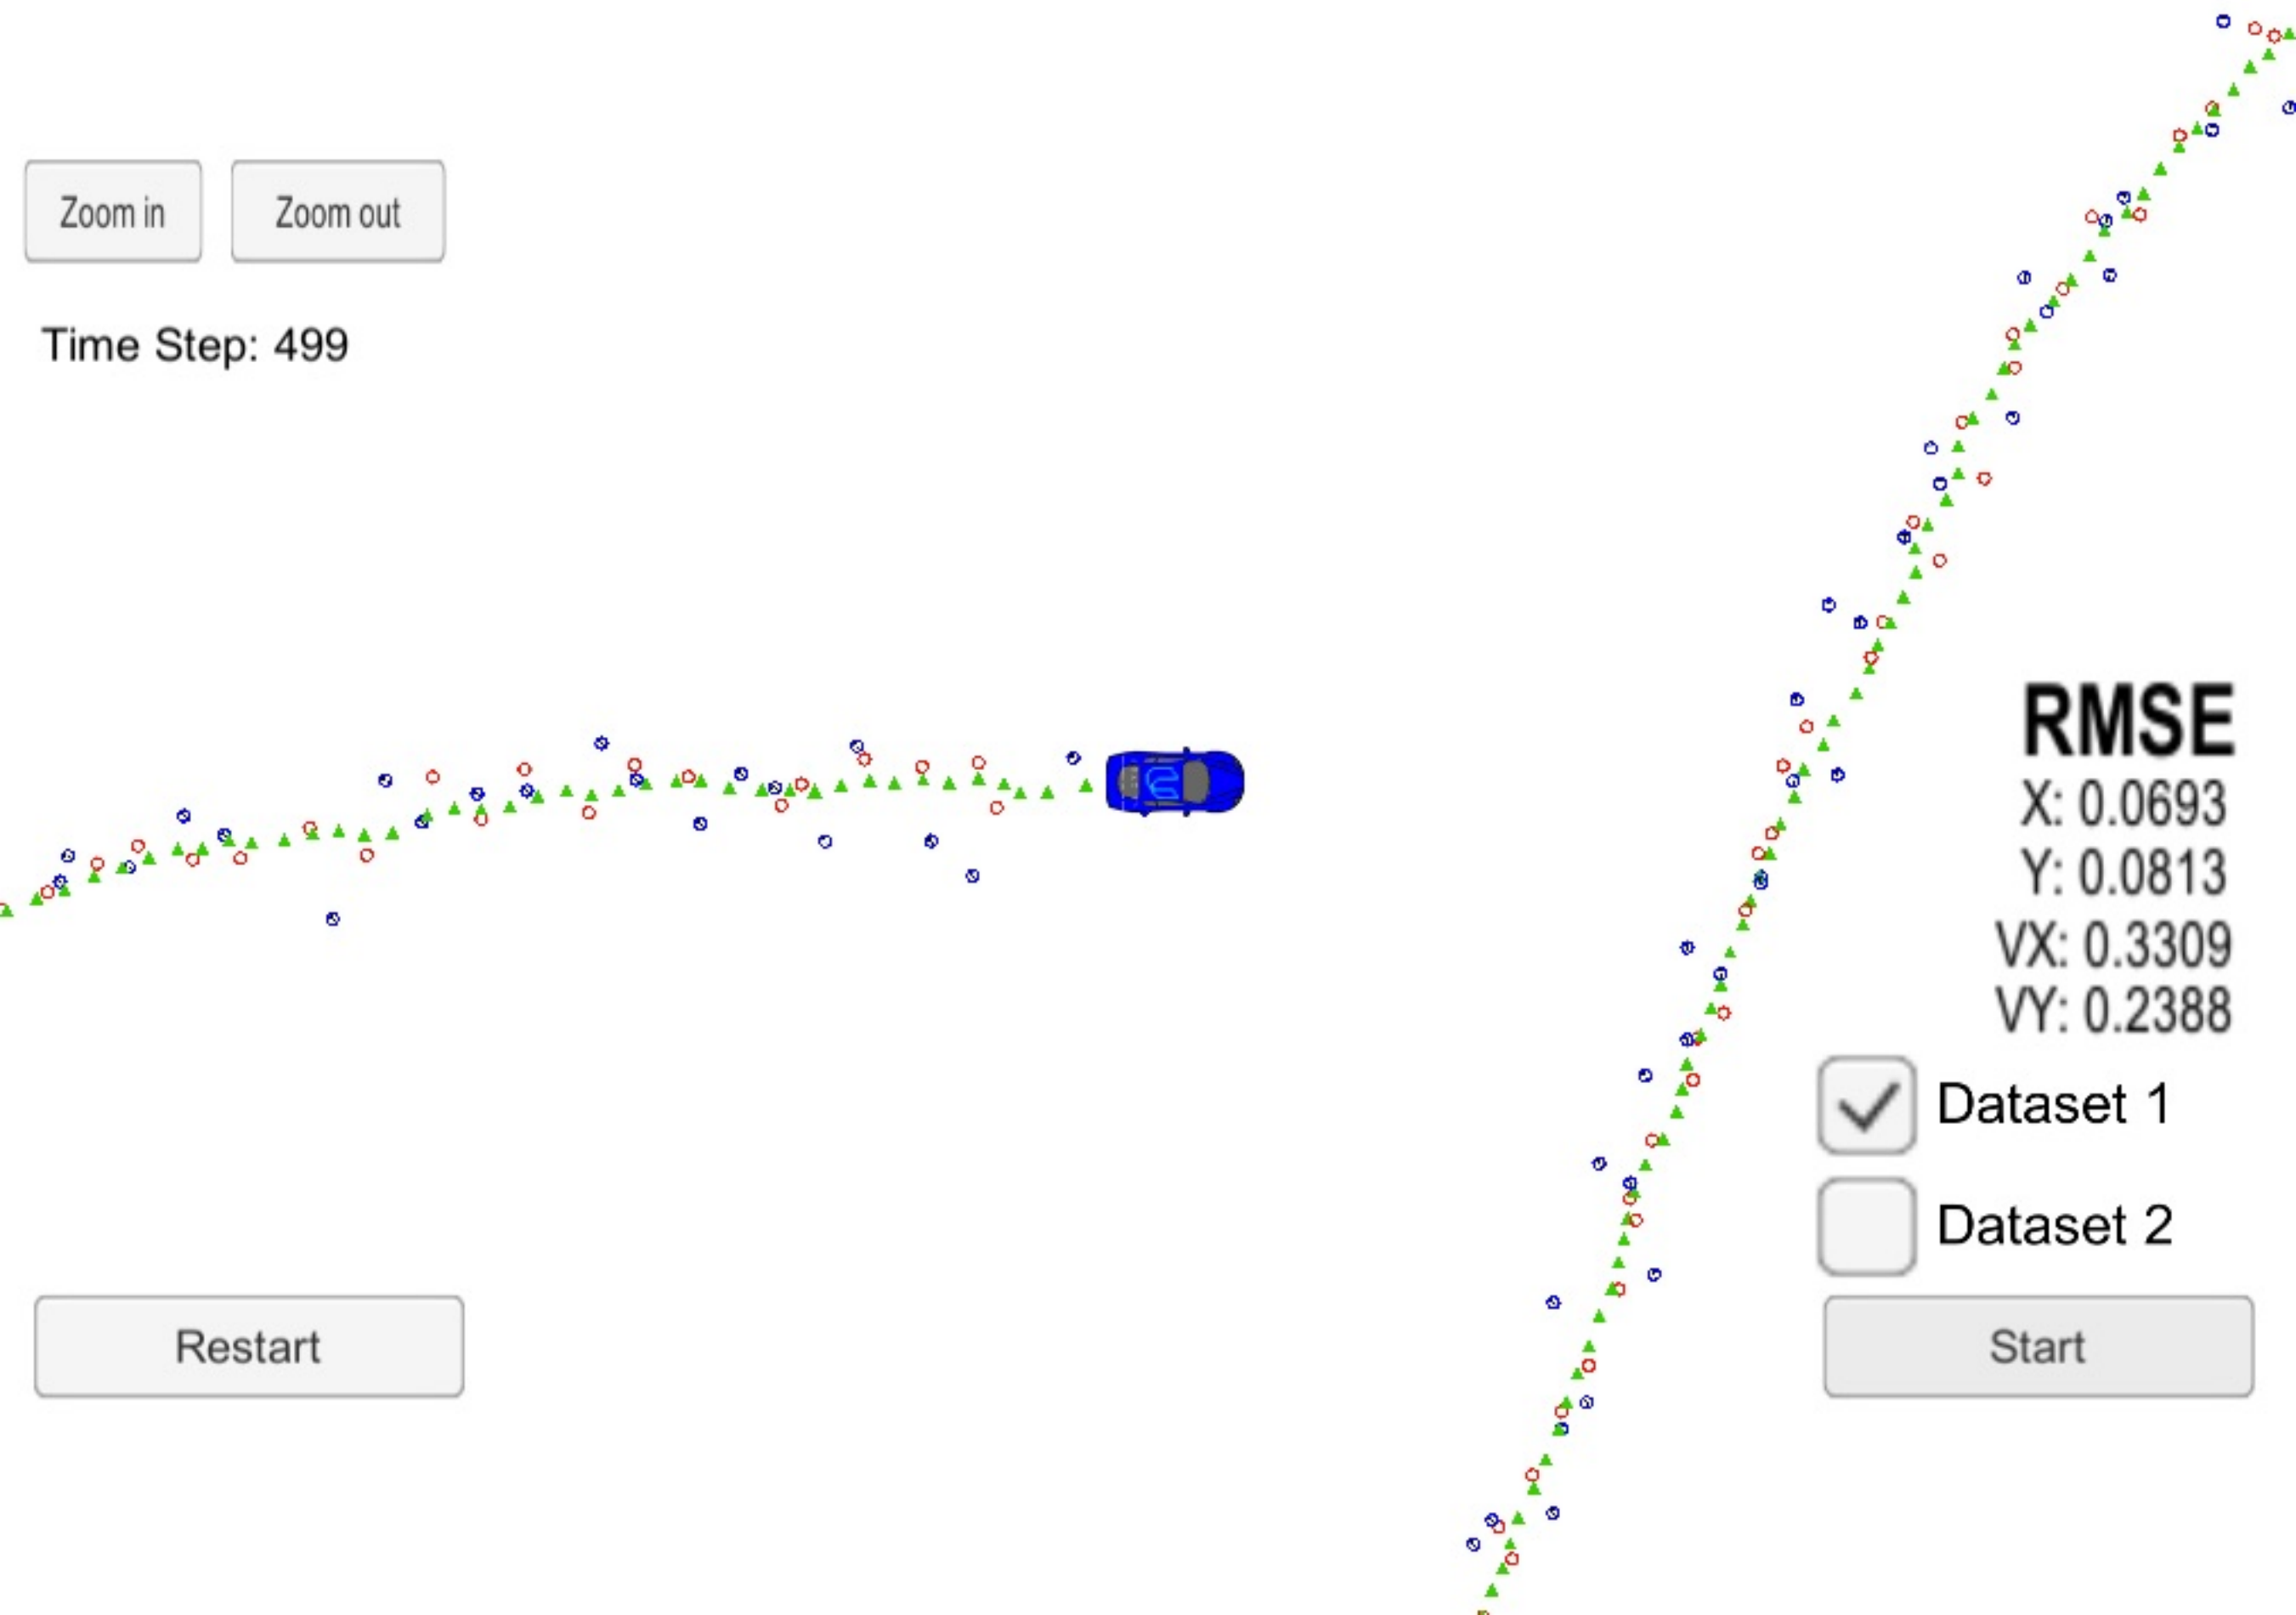 Zoom in
Zoom out
Time Step: 499
RMSE
X: 0.0693
Y: 0.0813
VX: 0.3309
VY: 0.2388
Dataset 1
Dataset 2
Restart
Start